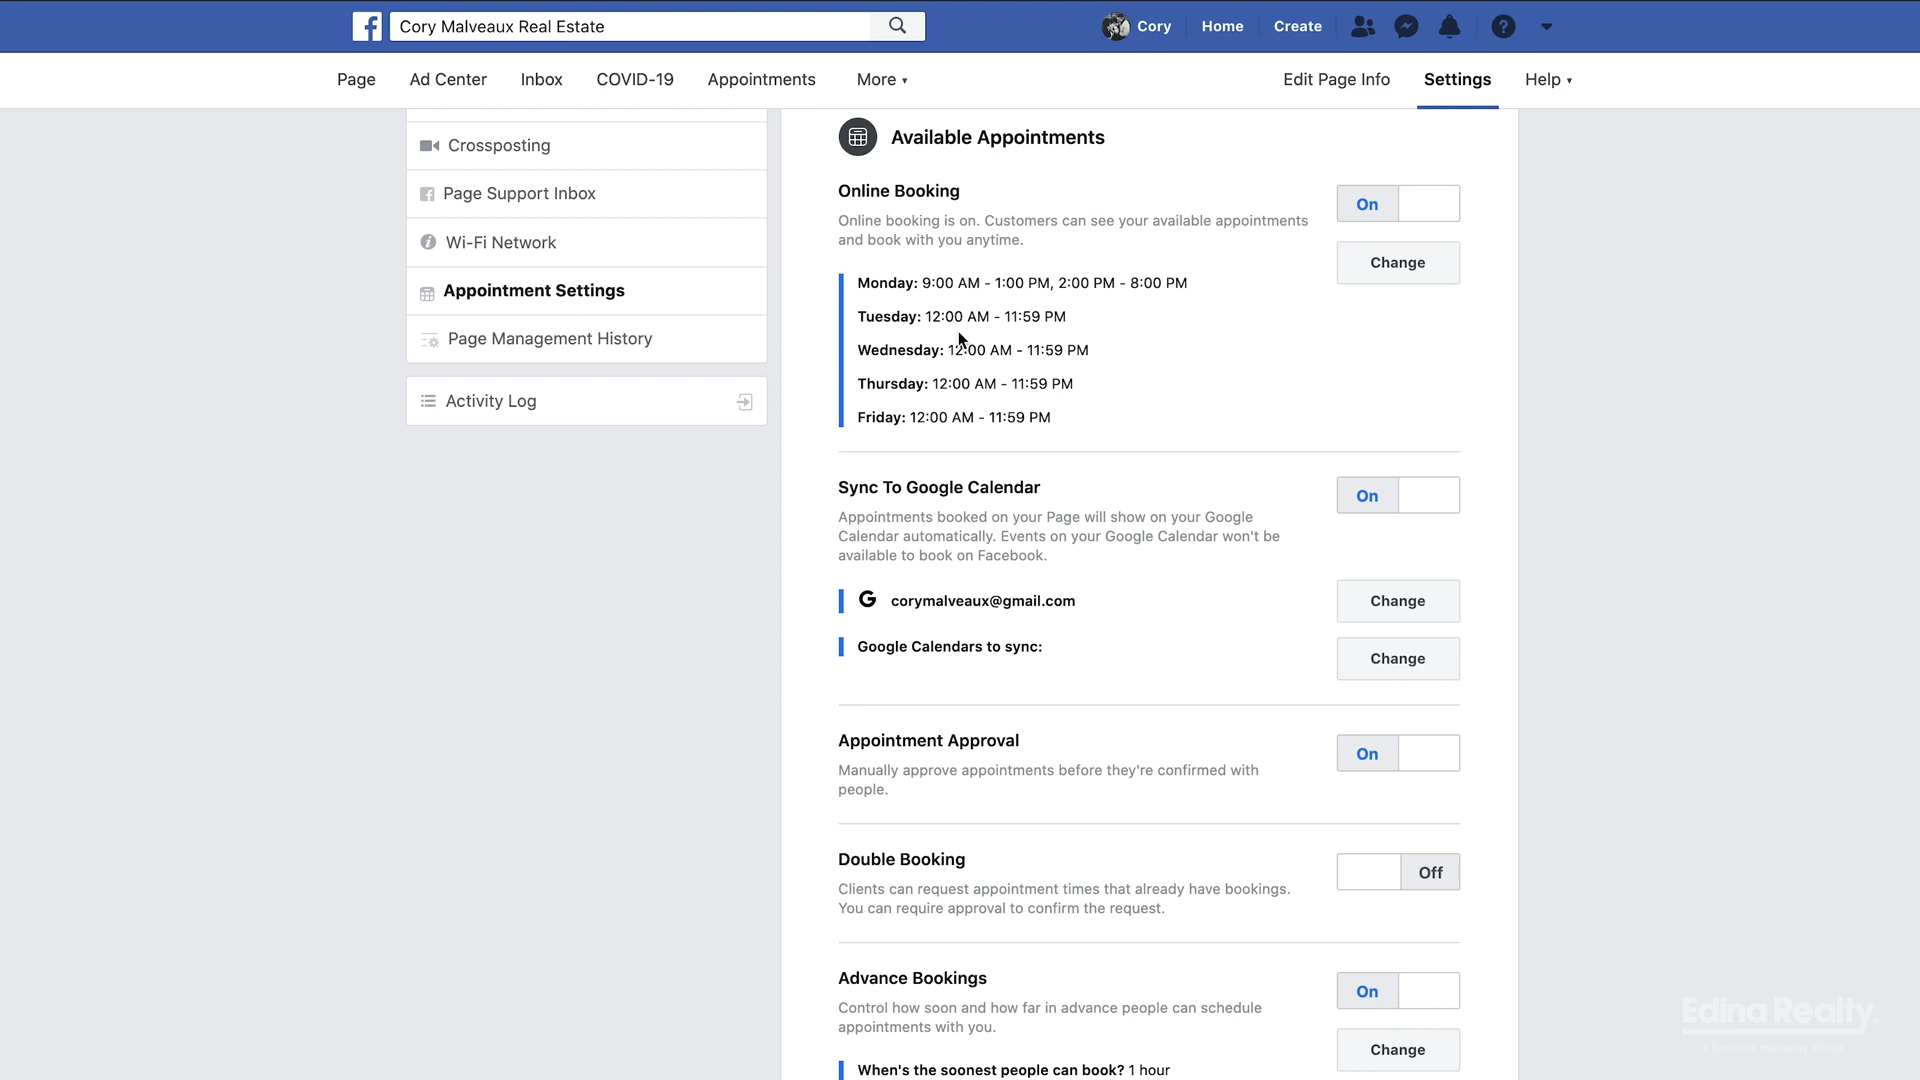 Cory Malveaux Real Estate
Cory
Home
Create
Page
Ad Center
Inbox
COVID-19
Appointments
More
Edit Page Info
Settings
Help
Crossposting
Page Support Inbox
Wi-Fi Network
Appointment Settings
Page Management History
Activity Log
Available Appointments
Online Booking
Online booking is on. Customers can see your available appointments
and book with you anytime.
On
Change
Monday: 9:00 AM - 1:00 PM, 2:00 PM - 8:00 PM
Tuesday: 12:00 AM - 11:59 PM
Wednesday: 12:00 AM - 11:59 PM
Thursday: 12:00 AM - 11:59 PM
Friday: 12:00 AM - 11:59 PM
Sync To Google Calendar
On
Appointments booked on your Page will show on your Google
Calendar automatically. Events on your Google Calendar won't be
available to book on Facebook.
G corymalveaux@gmail.com
Change
Google Calendars to sync:
Change
Appointment Approval
On
Manually approve appointments before they're confirmed with
people.
Double Booking
Off
Clients can request appointment times that already have bookings.
You can require approval to confirm the request.
Advance Bookings
On
Control how soon and how far in advance people can schedule
appointments with you.
Change
When's the soonest people can book? 1 hour
Edina Realty